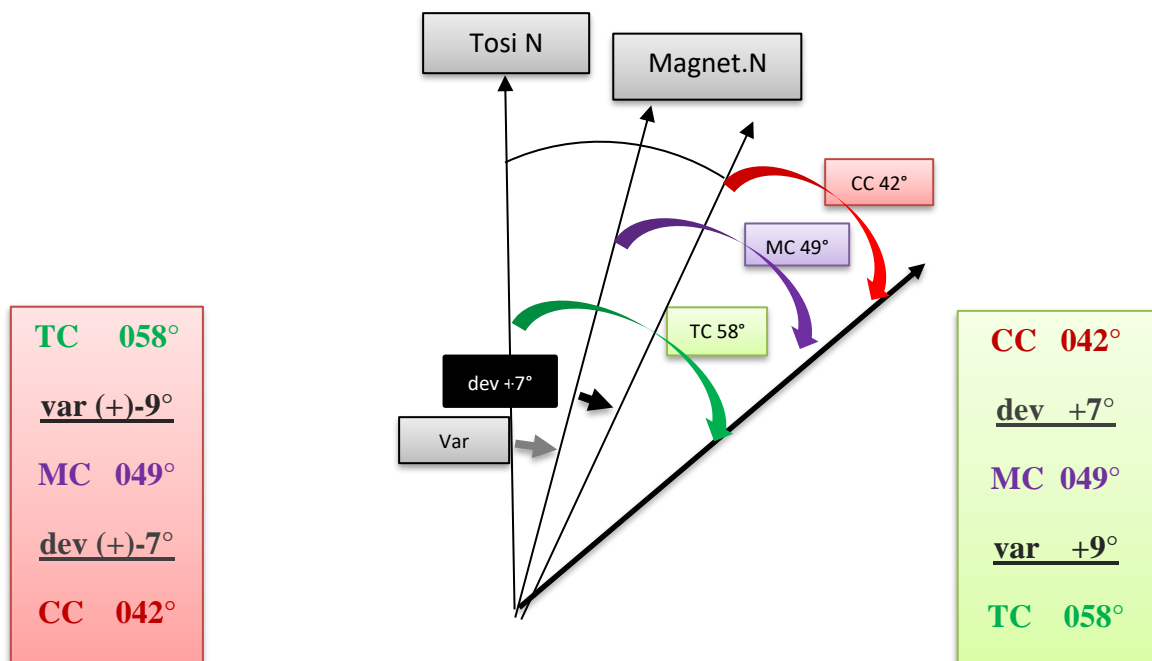 Tosi N
Magnet.N
CC 42°
MC 49°
TC 58°
dev +7°
Var
TC 058°
var (+)-9°
MC 049°
dev (+)-7°
CC 042°
CC 042°
dev +7°
MC 049°
var +9°
TC 058°